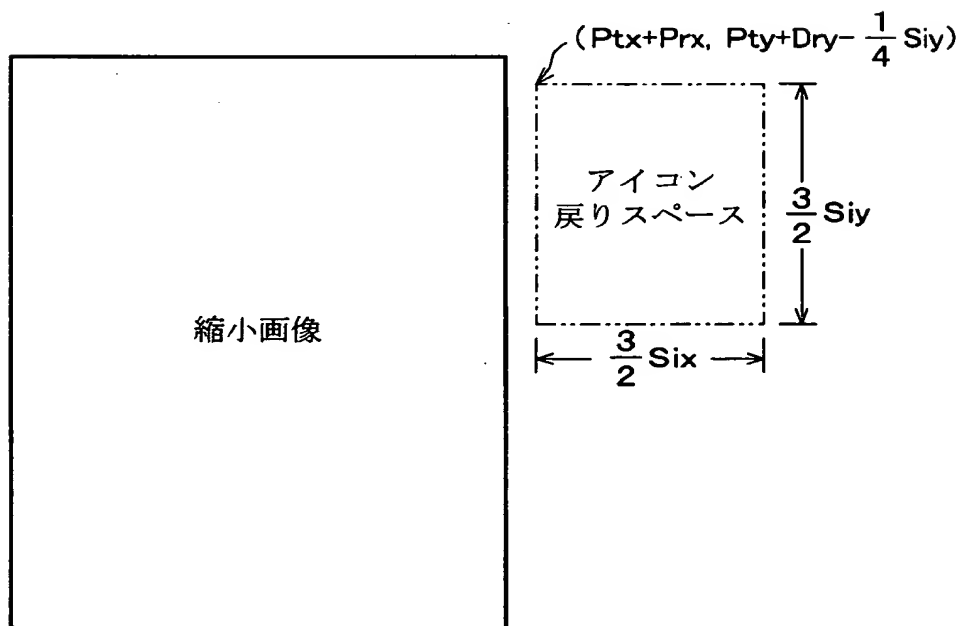 (Ptx+Prx, Pty+Dry- 1/4 Siy)
アイコン
戻りスペース
3/2 Siy
縮小画像
3/2 Six